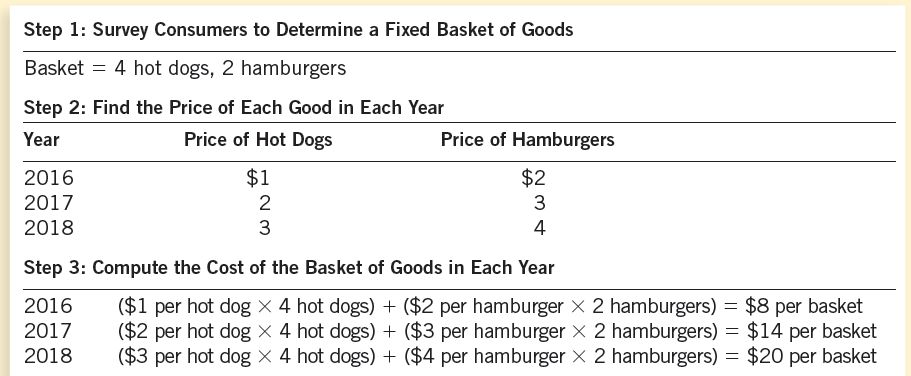 Step 1: Survey Consumers to Determine a Fixed Basket of Goods
Basket = 4 hot dogs, 2 hamburgers
Step 2: Find the Price of Each Good in Each Year
Year Price of Hot Dogs Price of Hamburgers
2016 $1 $2
2017 2 3
2018 3 4
Step 3: Compute the Cost of the Basket of Goods in Each Year
2016 ($1 per hot dog × 4 hot dogs) + ($2 per hamburger × 2 hamburgers) = $8 per basket
2017 ($2 per hot dog × 4 hot dogs) + ($3 per hamburger × 2 hamburgers) = $14 per basket
2018 ($3 per hot dog × 4 hot dogs) + ($4 per hamburger × 2 hamburgers) = $20 per basket